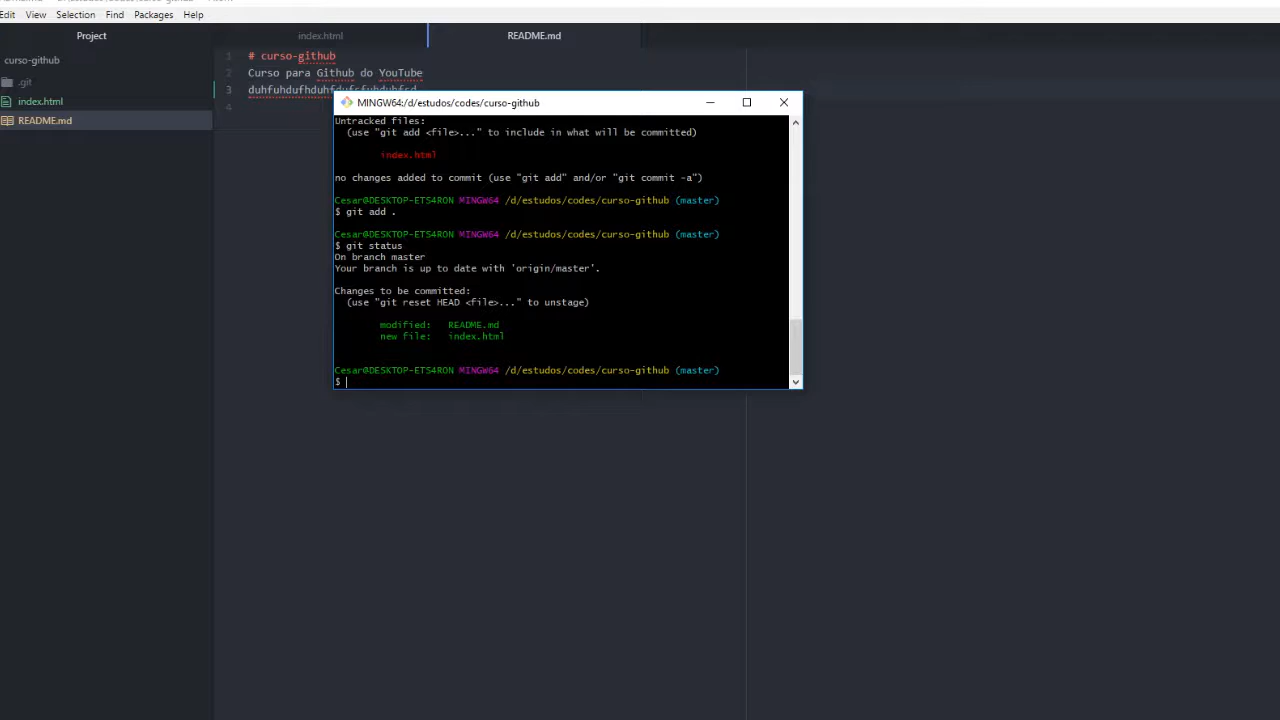 Edit View Selection Find Packages Help
Project
index.html
README.md
curso-github
.git
index.html
README.md
1 # curso-github
2 Curso para Github do YouTube
3
4
MINGW64:/d/estudos/codes/curso-github
Untracked files:
(use "git add <file>..." to include in what will be committed)
index.html
no changes added to commit (use "git add" and/or "git commit -a")
Cesar@DESKTOP-ETS4RON MINGW64 /d/estudos/codes/curso-github (master)
$ git add .
Cesar@DESKTOP-ETS4RON MINGW64 /d/estudos/codes/curso-github (master)
$ git status
On branch master
Your branch is up to date with 'origin/master'.
Changes to be committed:
(use "git reset HEAD <file>..." to unstage)
modified: README.md
new file: index.html
Cesar@DESKTOP-ETS4RON MINGW64 /d/estudos/codes/curso-github (master)
$